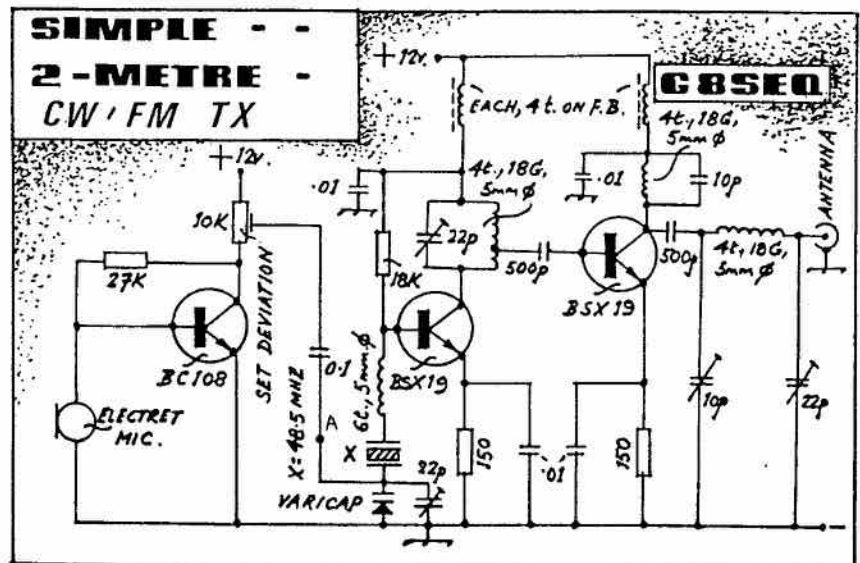 SIMPLE - -
2-METRE -
CW/FM TX
G8SEQ
+12v.
EACH, 4t. ON F.B.
4t., 18G,
5mm ϕ
+12v.
.01
4t, 18G,
5mm ϕ
.01
10p
ANTENNA
10K
22p
500p
500p
4t, 18G,
5mm ϕ
27K
18K
BSX19
BC108
SET DEVIATION
0.1
6t., 5mm ϕ
BSX19
ELECTRET
MIC.
A
X = 48.5 MHZ
X
22p
150
.01
150
10p
22p
VARICAP
-